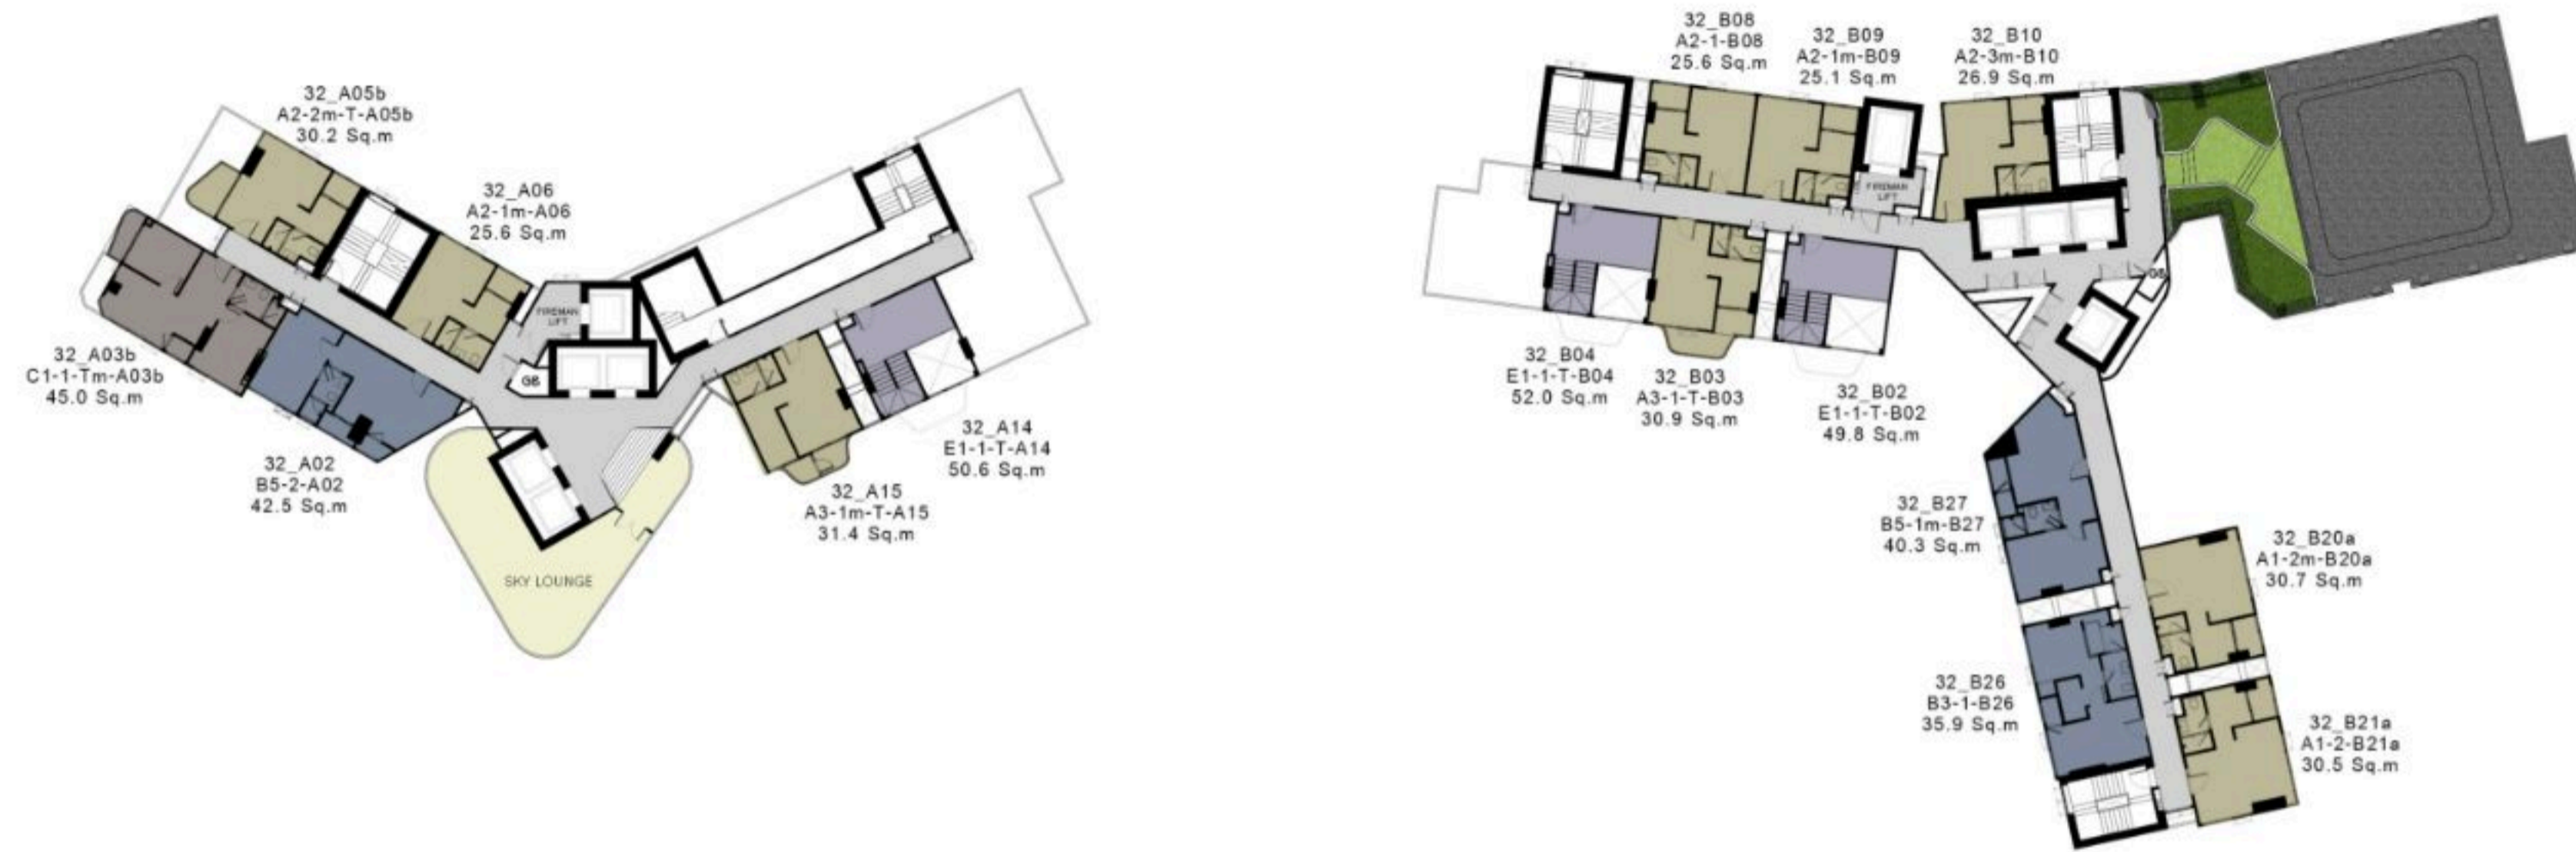 32_A05b
A2-2m-T-A05b
30.2 Sq.m
32_A06
A2-1m-A06
25.6 Sq.m
32_A03b
C1-1-Tm-A03b
45.0 Sq.m
32_A02
B5-2-A02
42.5 Sq.m
FIREMAN
LIFT
GB
SKY LOUNGE
32_A14
E1-1-T-A14
50.6 Sq.m
32_A15
A3-1m-T-A15
31.4 Sq.m
32_B08
A2-1-B08
25.6 Sq.m
32_B09
A2-1m-B09
25.1 Sq.m
32_B10
A2-3m-B10
26.9 Sq.m
FIREMAN
LIFT
GB
32_B04
E1-1-T-B04
52.0 Sq.m
32_B03
A3-1-T-B03
30.9 Sq.m
32_B02
E1-1-T-B02
49.8 Sq.m
32_B27
B5-1m-B27
40.3 Sq.m
32_B20a
A1-2m-B20a
30.7 Sq.m
32_B26
B3-1-B26
35.9 Sq.m
32_B21a
A1-2-B21a
30.5 Sq.m